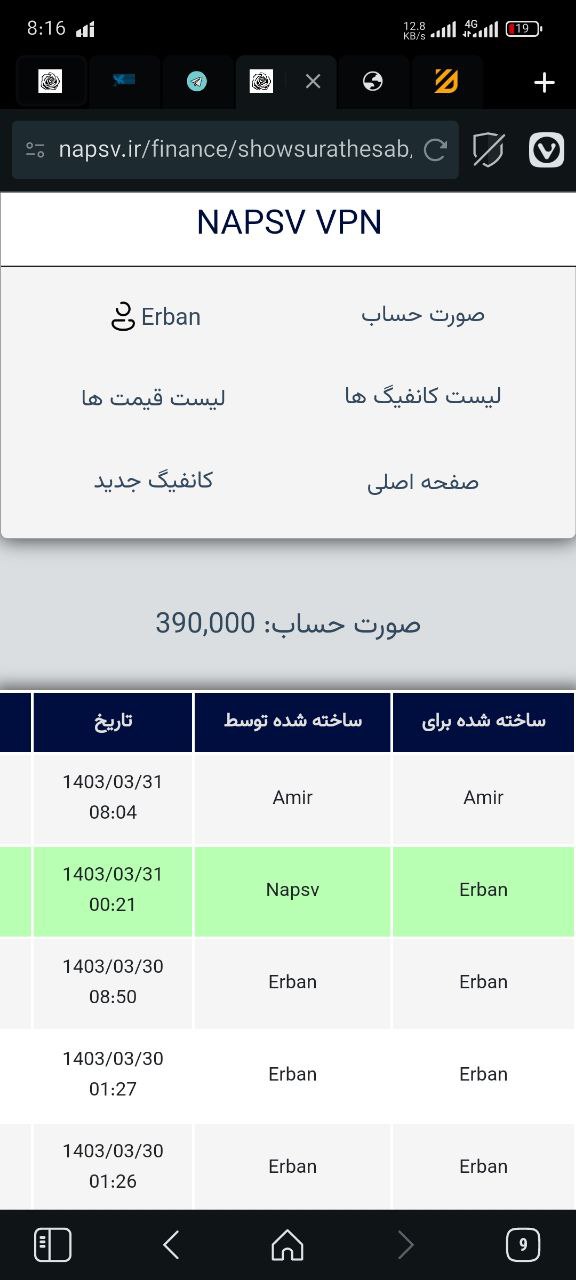 8:16
12.8
KB/s
4G
19
napsv.ir/finance/showsurathesab,
NAPSV VPN
صورت حساب
Erban
لیست کانفیگ ها
لیست قیمت ها
صفحه اصلی
کانفیگ جدید
صورت حساب: 390,000
ساخته شده برای ساخته شده توسط تاریخ
Amir Amir 1403/03/31
08:04
Erban Napsv 1403/03/31
00:21
Erban Erban 1403/03/30
08:50
Erban Erban 1403/03/30
01:27
Erban Erban 1403/03/30
01:26
9